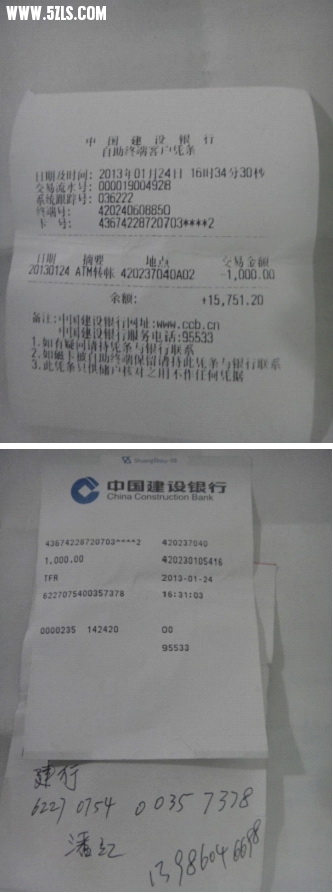 www.5ZLS.com
中国建设银行
自助终端客户凭条
日期及时间: 2013年01月24日 16时34分30秒
交易流水号: 000019004928
系统跟踪号: 036222
终端号: 420240608850
卡 号: 43674228720703****2
日期 摘要 地点 交易金额
20130124 ATM转帐 420237040A02 -1,000.00
余额: +15,751.20
备注:中国建设银行网址:www.ccb.cn
中国建设银行服务电话:95533
1.如有疑问请持凭条与银行联系
2.如磁卡被自助终端保留请持此凭条与银行联系
3.此凭条只供储户核对之用不作任何凭据
中国建设银行
China Construction Bank
43674228720703****2 420237040
1,000.00 420230105416
TFR 2013-01-24
6227075400357378 16:31:03
0000235 142420 00
95533
建行
6227 0754 0035 7378
潘红
13986046698